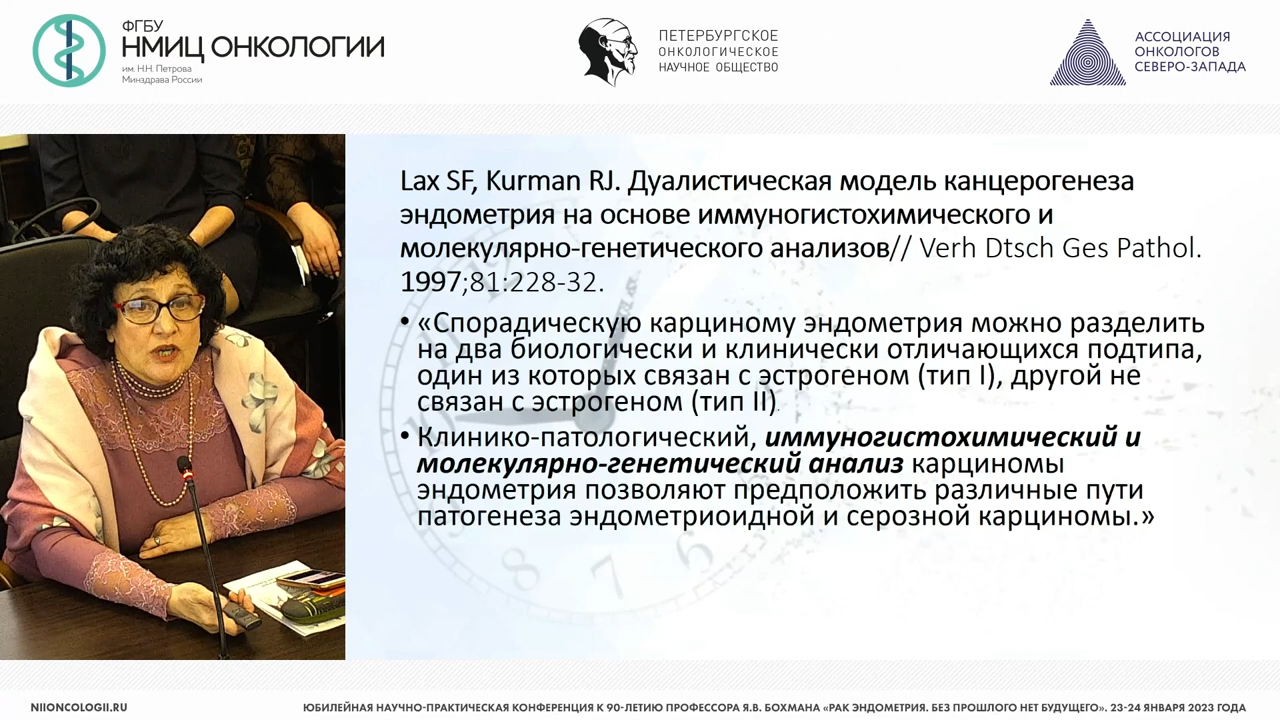 ФГБУ
НМИЦ ОНКОЛОГИИ
им. Н.Н. Петрова
Минздрава России
ПЕТЕРБУРГСКОЕ
ОНКОЛОГИЧЕСКОЕ
НАУЧНОЕ ОБЩЕСТВО
АССОЦИАЦИЯ
ОНКОЛОГОВ
СЕВЕРО-ЗАПАДА
Lax SF, Kurman RJ. Дуалистическая модель канцерогенеза
эндометрия на основе иммуногистохимического и
молекулярно-генетического анализов// Verh Dtsch Ges Pathol.
1997;81:228-32.
• «Спорадическую карциному эндометрия можно разделить
на два биологически и клинически отличающихся подтипа,
один из которых связан с эстрогеном (тип I), другой не
связан с эстрогеном (тип II).
• Клинико-патологический, иммуногистохимический и
молекулярно-генетический анализ карциномы
эндометрия позволяют предположить различные пути
патогенеза эндометриоидной и серозной карциномы.»
8 7 6
NIIONCOLOGII.RU
ЮБИЛЕЙНАЯ НАУЧНО-ПРАКТИЧЕСКАЯ КОНФЕРЕНЦИЯ К 90-ЛЕТИЮ ПРОФЕССОРА Я.В. БОХМАНА «РАК ЭНДОМЕТРИЯ. БЕЗ ПРОШЛОГО НЕТ БУДУЩЕГО». 23-24 ЯНВАРЯ 2023 ГОДА